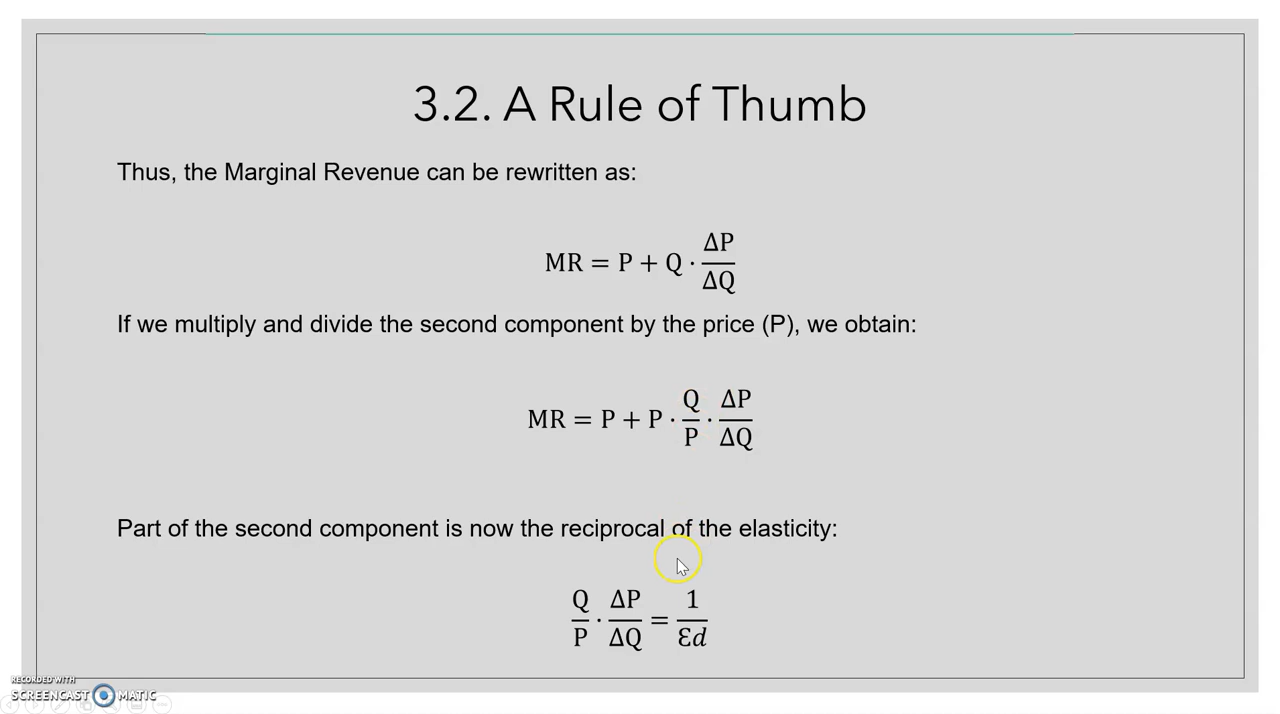 3.2. A Rule of Thumb
Thus, the Marginal Revenue can be rewritten as:
MR = P + Q · ΔP/ΔQ
If we multiply and divide the second component by the price (P), we obtain:
MR = P + P · Q/P · ΔP/ΔQ
Part of the second component is now the reciprocal of the elasticity:
Q/P · ΔP/ΔQ = 1/Ɛd
RECORDED WITH
SCREENCAST MATIC